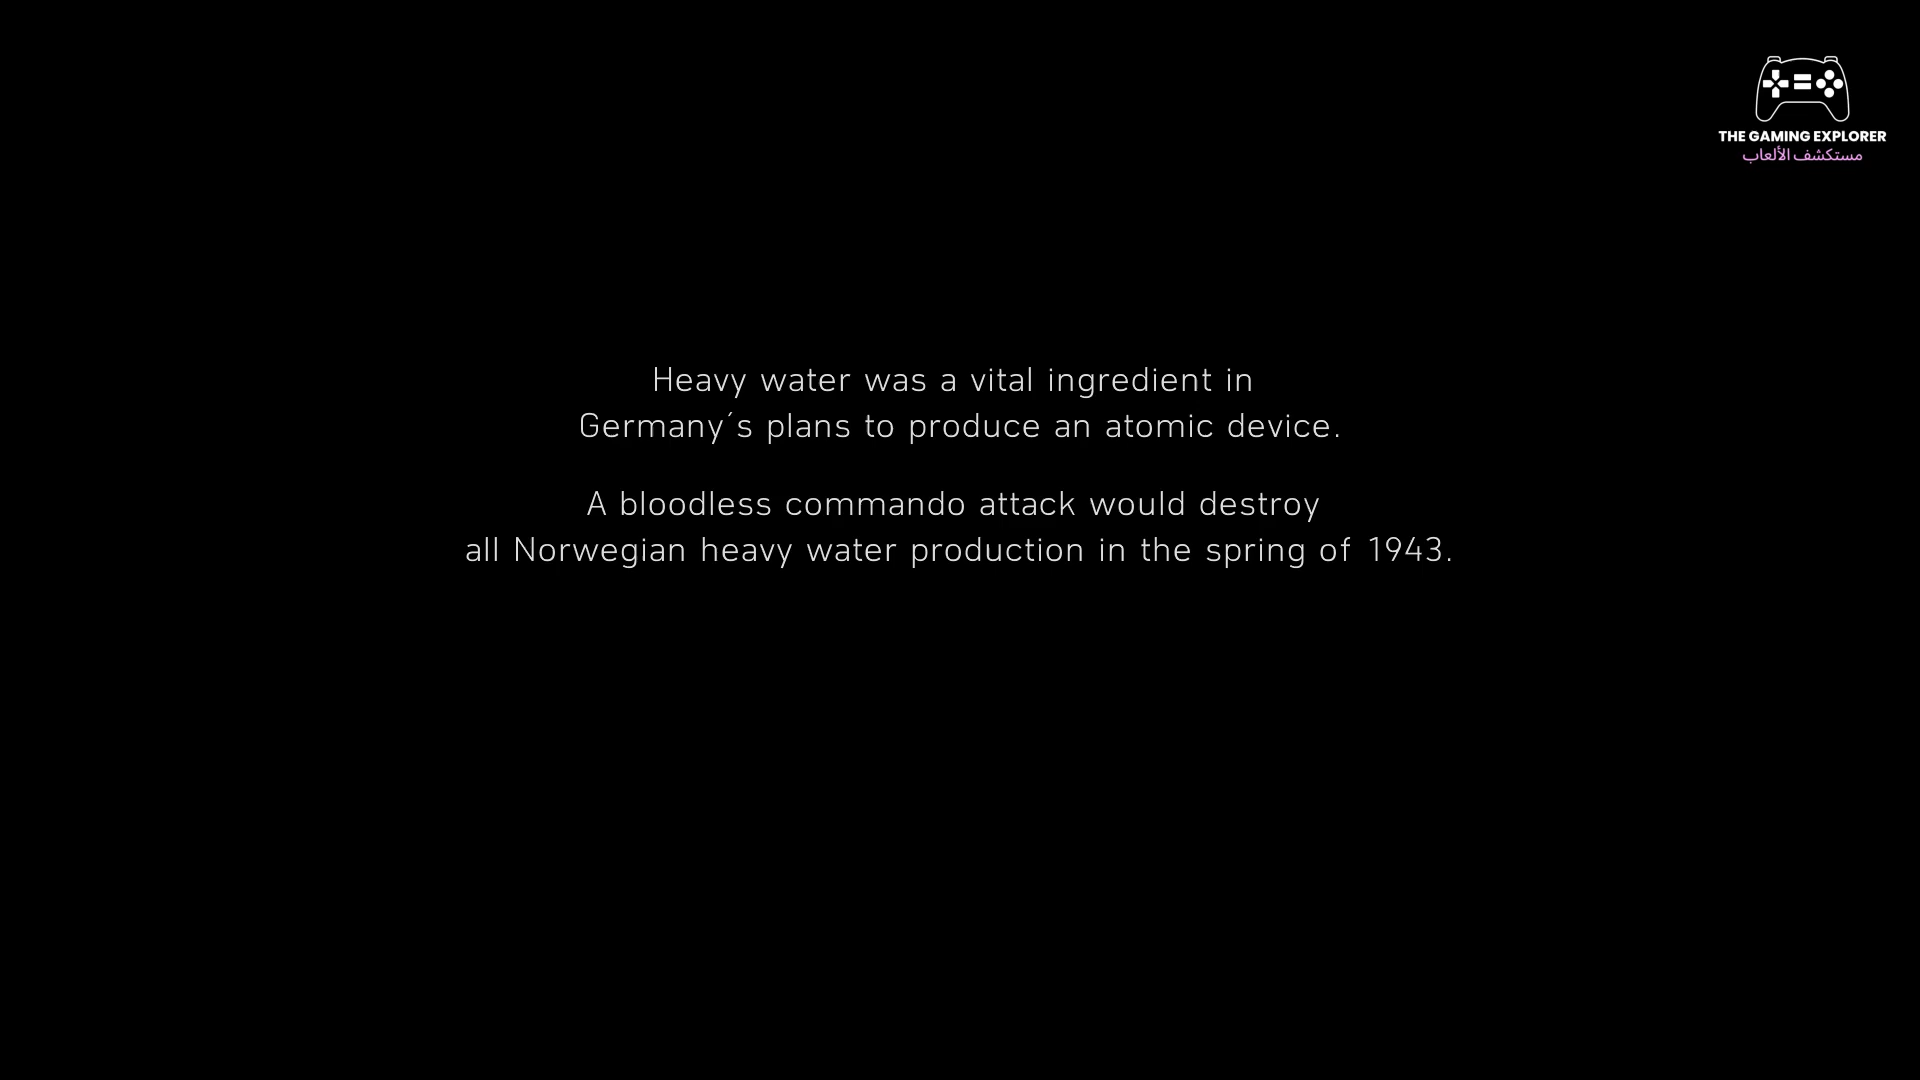 THE GAMING EXPLORER
مستكشف الألعاب
Heavy water was a vital ingredient in
Germany´s plans to produce an atomic device.
A bloodless commando attack would destroy
all Norwegian heavy water production in the spring of 1943.